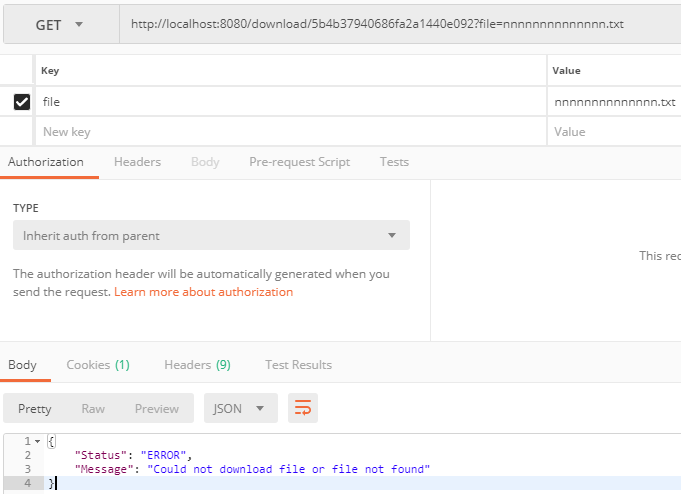 GET http://localhost:8080/download/5b4b37940686fa2a1440e092?file=nnnnnnnnnnnnnn.txt
Key Value
file nnnnnnnnnnnnnn.txt
New key Value
Authorization Headers Body Pre-request Script Tests
TYPE
Inherit auth from parent
This rec
The authorization header will be automatically generated when you
send the request. Learn more about authorization
Body Cookies (1) Headers (9) Test Results
Pretty Raw Preview JSON
1 {
2 "Status": "ERROR",
3 "Message": "Could not download file or file not found"
4 }